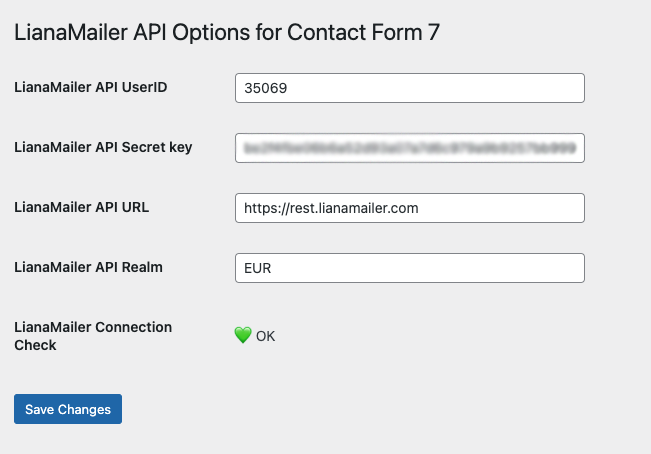 LianaMailer API Options for Contact Form 7
LianaMailer API UserID
35069
LianaMailer API Secret key
LianaMailer API URL
https://rest.lianamailer.com
LianaMailer API Realm
EUR
LianaMailer Connection
Check
💚 OK
Save Changes